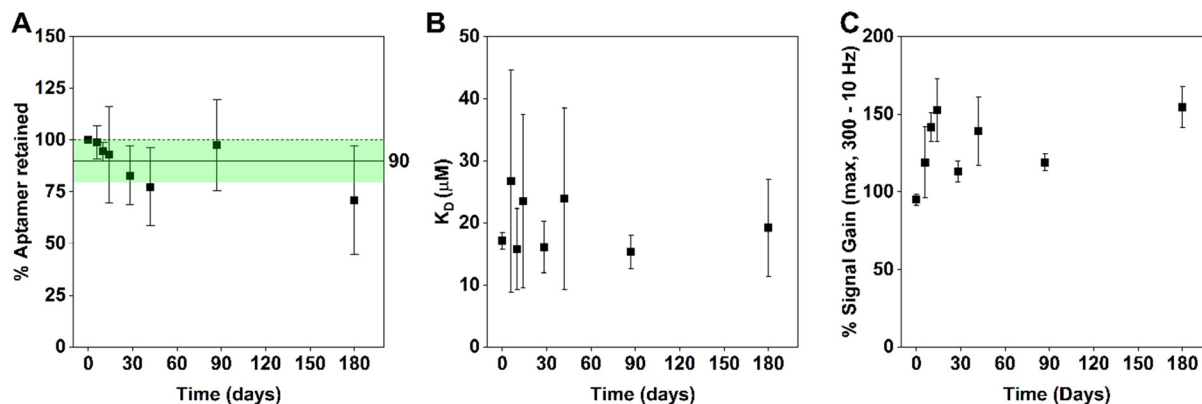 A
% Aptamer retained
150
125
100
75
50
25
0
90
0 30 60 90 120 150 180
Time (days)
B
K_D (μM)
50
40
30
20
10
0
0 30 60 90 120 150 180
Time (days)
C
% Signal Gain (max, 300 - 10 Hz)
200
150
100
50
0
0 30 60 90 120 150 180
Time (Days)